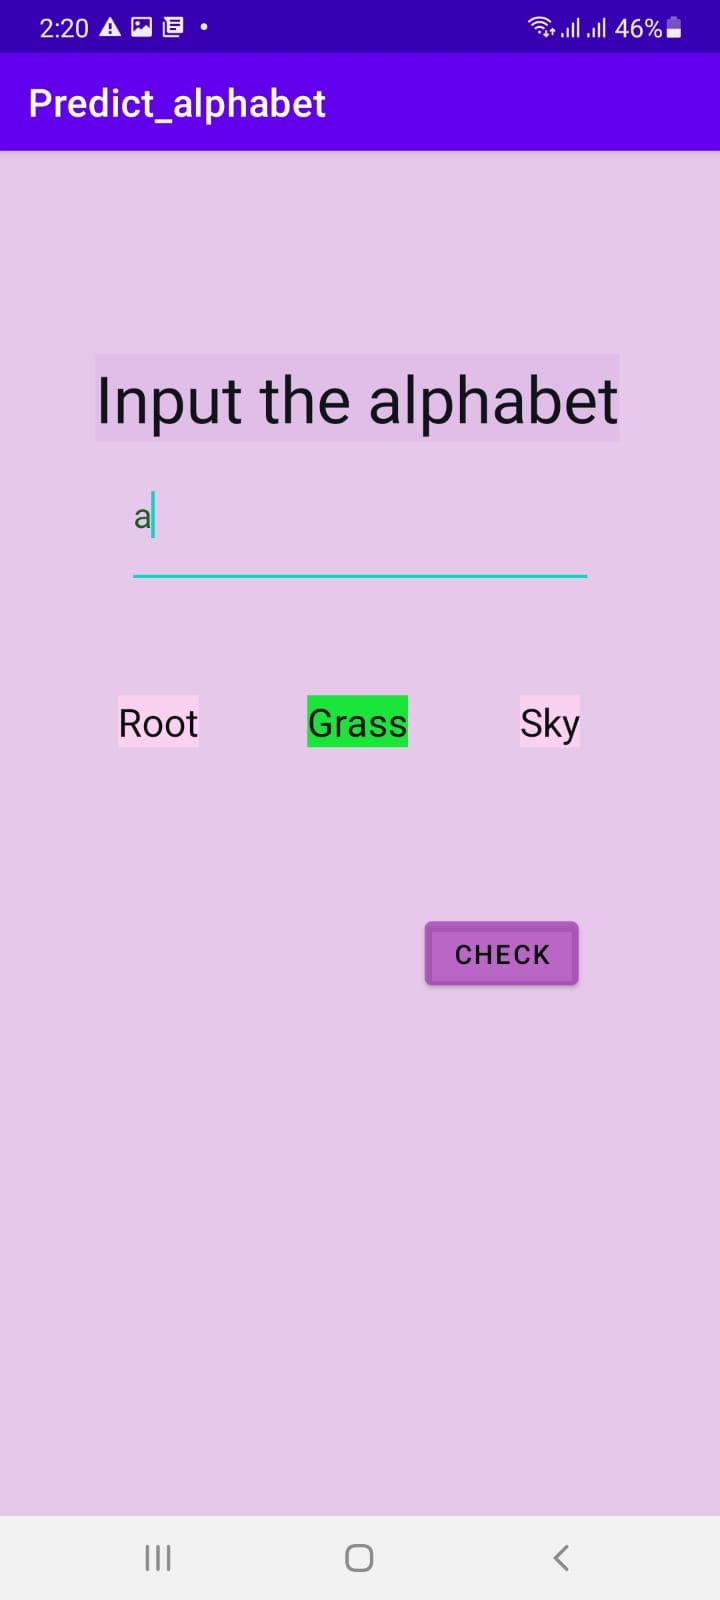 2:20 46%
Predict_alphabet
Input the alphabet
a
Root Grass Sky
CHECK